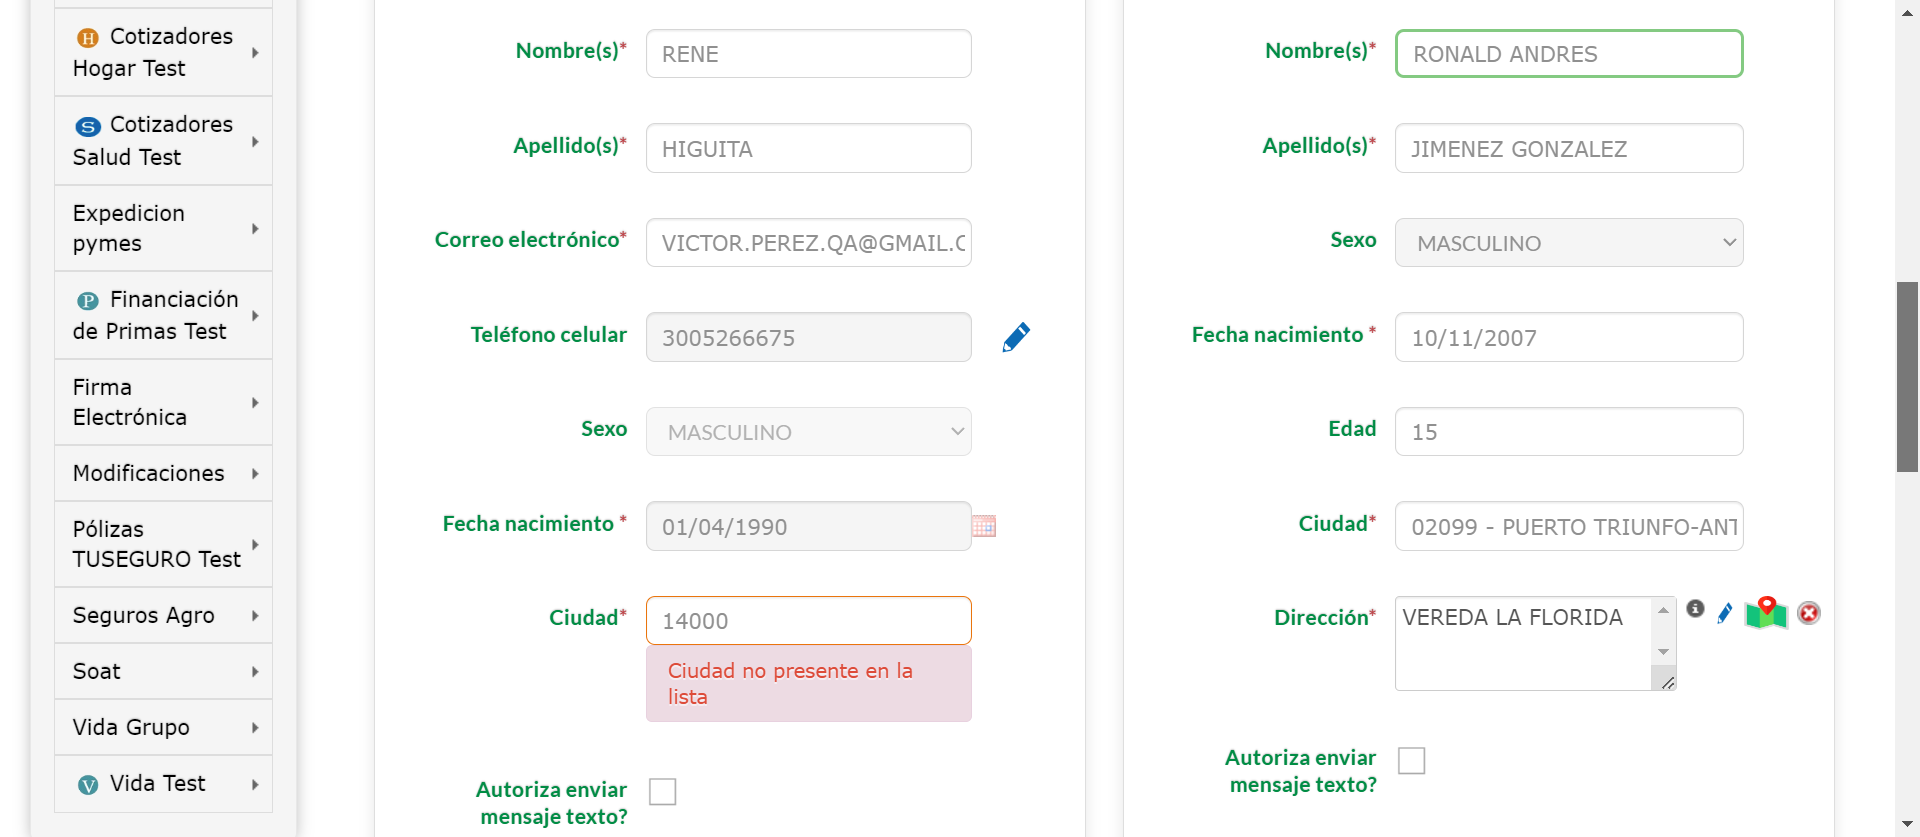 Cotizadores
Hogar Test
Cotizadores
Salud Test
Expedicion
pymes
Financiación
de Primas Test
Firma
Electrónica
Modificaciones
Pólizas
TUSEGURO Test
Seguros Agro
Soat
Vida Grupo
Vida Test
Nombre(s)* RENE
Apellido(s)* HIGUITA
Correo electrónico* VICTOR.PEREZ.QA@GMAIL.C
Teléfono celular 3005266675
Sexo MASCULINO
Fecha nacimiento * 01/04/1990
Ciudad* 14000
Ciudad no presente en la
lista
Autoriza enviar
mensaje texto?
Nombre(s)* RONALD ANDRES
Apellido(s)* JIMENEZ GONZALEZ
Sexo MASCULINO
Fecha nacimiento * 10/11/2007
Edad 15
Ciudad* 02099 - PUERTO TRIUNFO-ANT
Dirección* VEREDA LA FLORIDA
Autoriza enviar
mensaje texto?